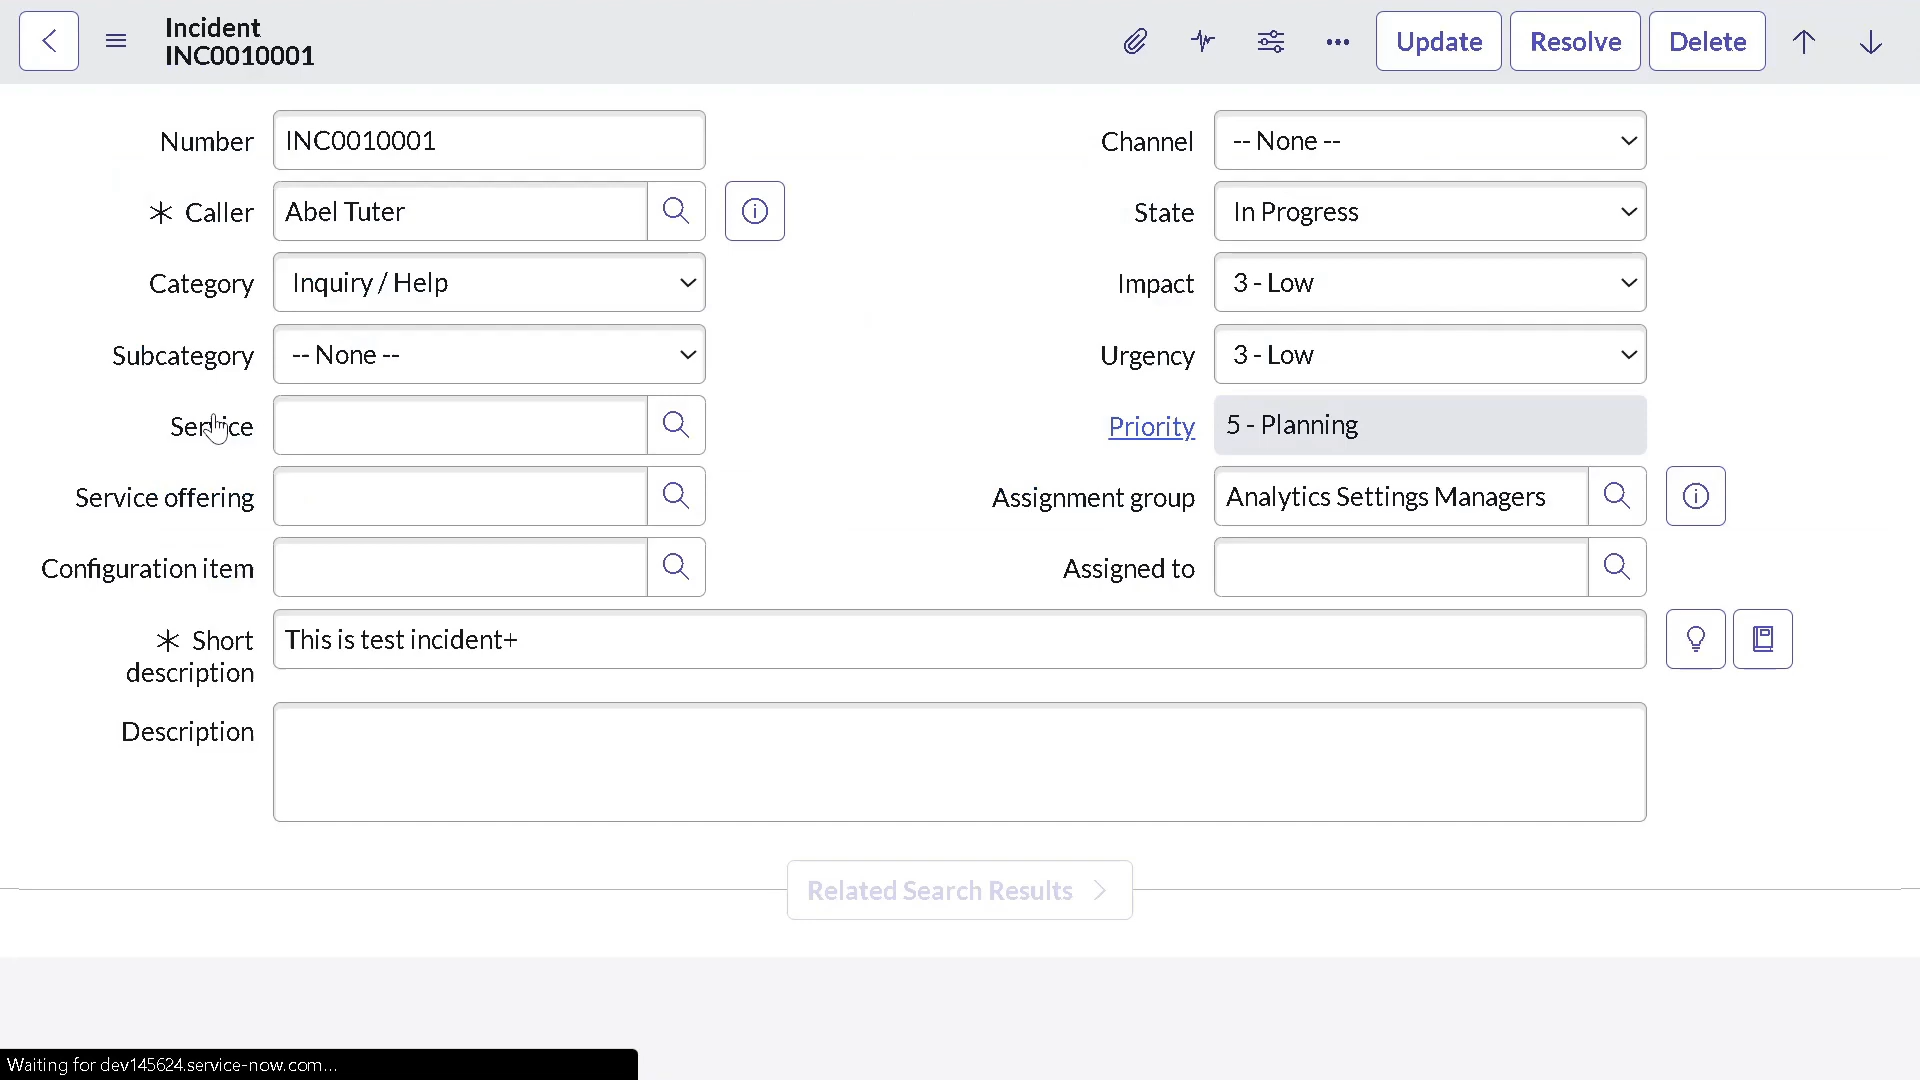 Incident
INC0010001
Update
Resolve
Delete
Number
INC0010001
Channel
-- None --
* Caller
Abel Tuter
State
In Progress
Category
Inquiry / Help
Impact
3 - Low
Subcategory
-- None --
Urgency
3 - Low
Service
Priority
5 - Planning
Service offering
Assignment group
Analytics Settings Managers
Configuration item
Assigned to
* Short
description
This is test incident+
Description
Related Search Results
Waiting for dev145624.service-now.com...